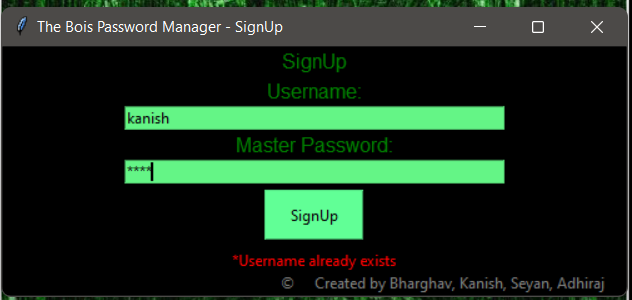 The Bois Password Manager - SignUp
SignUp
Username:
kanish
Master Password:
****
SignUp
*Username already exists
© Created by Bharghav, Kanish, Seyan, Adhiraj